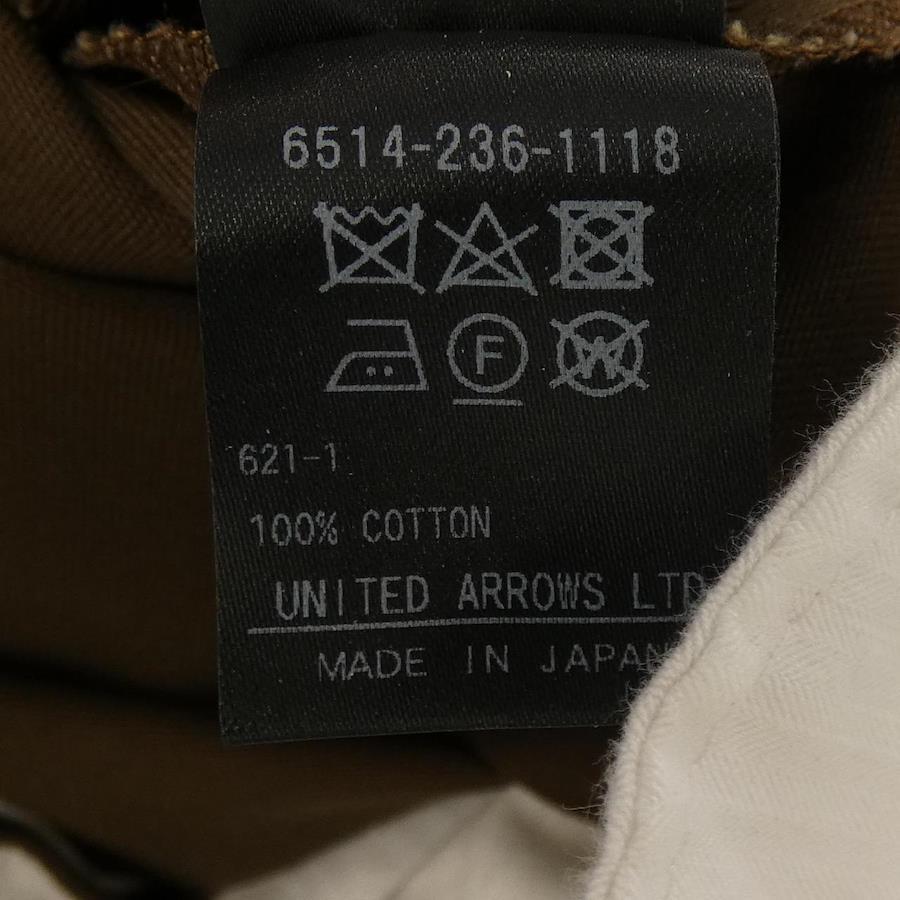 6514-236-1118
F W
621-1
100% COTTON
UNITED ARROWS LTD
MADE IN JAPAN